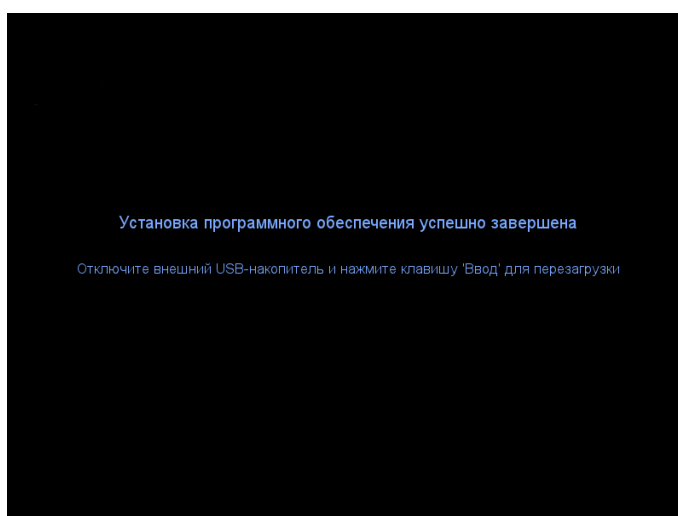 Установка программного обеспечения успешно завершена
Отключите внешний USB-накопитель и нажмите клавишу 'Ввод' для перезагрузки